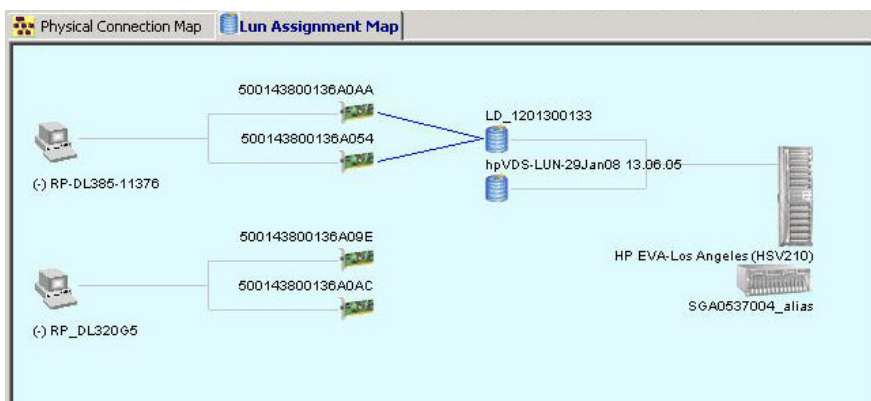 Physical Connection Map
Lun Assignment Map
500143800136A0AA
500143800136A054
LD_1201300133
hpVDS-LUN-29Jan08 13.06.05
(-) RP-DL385-11376
500143800136A09E
500143800136A0AC
HP EVA-Los Angeles (HSV210)
SGA0537004_alias
(-) RP_DL320G5